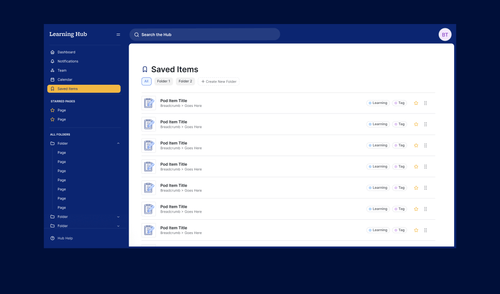 Learning Hub
Search the Hub
BT
Dashboard
Notifications
Team
Calendar
Saved Items
STARRED PAGES
Page
Page
ALL FOLDERS
Folder
Page
Page
Page
Page
Page
Page
Page
Folder
Folder
Hub Help
Saved Items
All
Folder 1
Folder 2
+ Create New Folder
Pod Item Title
Breadcrumb > Goes Here
Learning
Tag
Pod Item Title
Breadcrumb > Goes Here
Learning
Tag
Pod Item Title
Breadcrumb > Goes Here
Learning
Tag
Pod Item Title
Breadcrumb > Goes Here
Learning
Tag
Pod Item Title
Breadcrumb > Goes Here
Learning
Tag
Pod Item Title
Breadcrumb > Goes Here
Learning
Tag
Pod Item Title
Breadcrumb > Goes Here
Learning
Tag